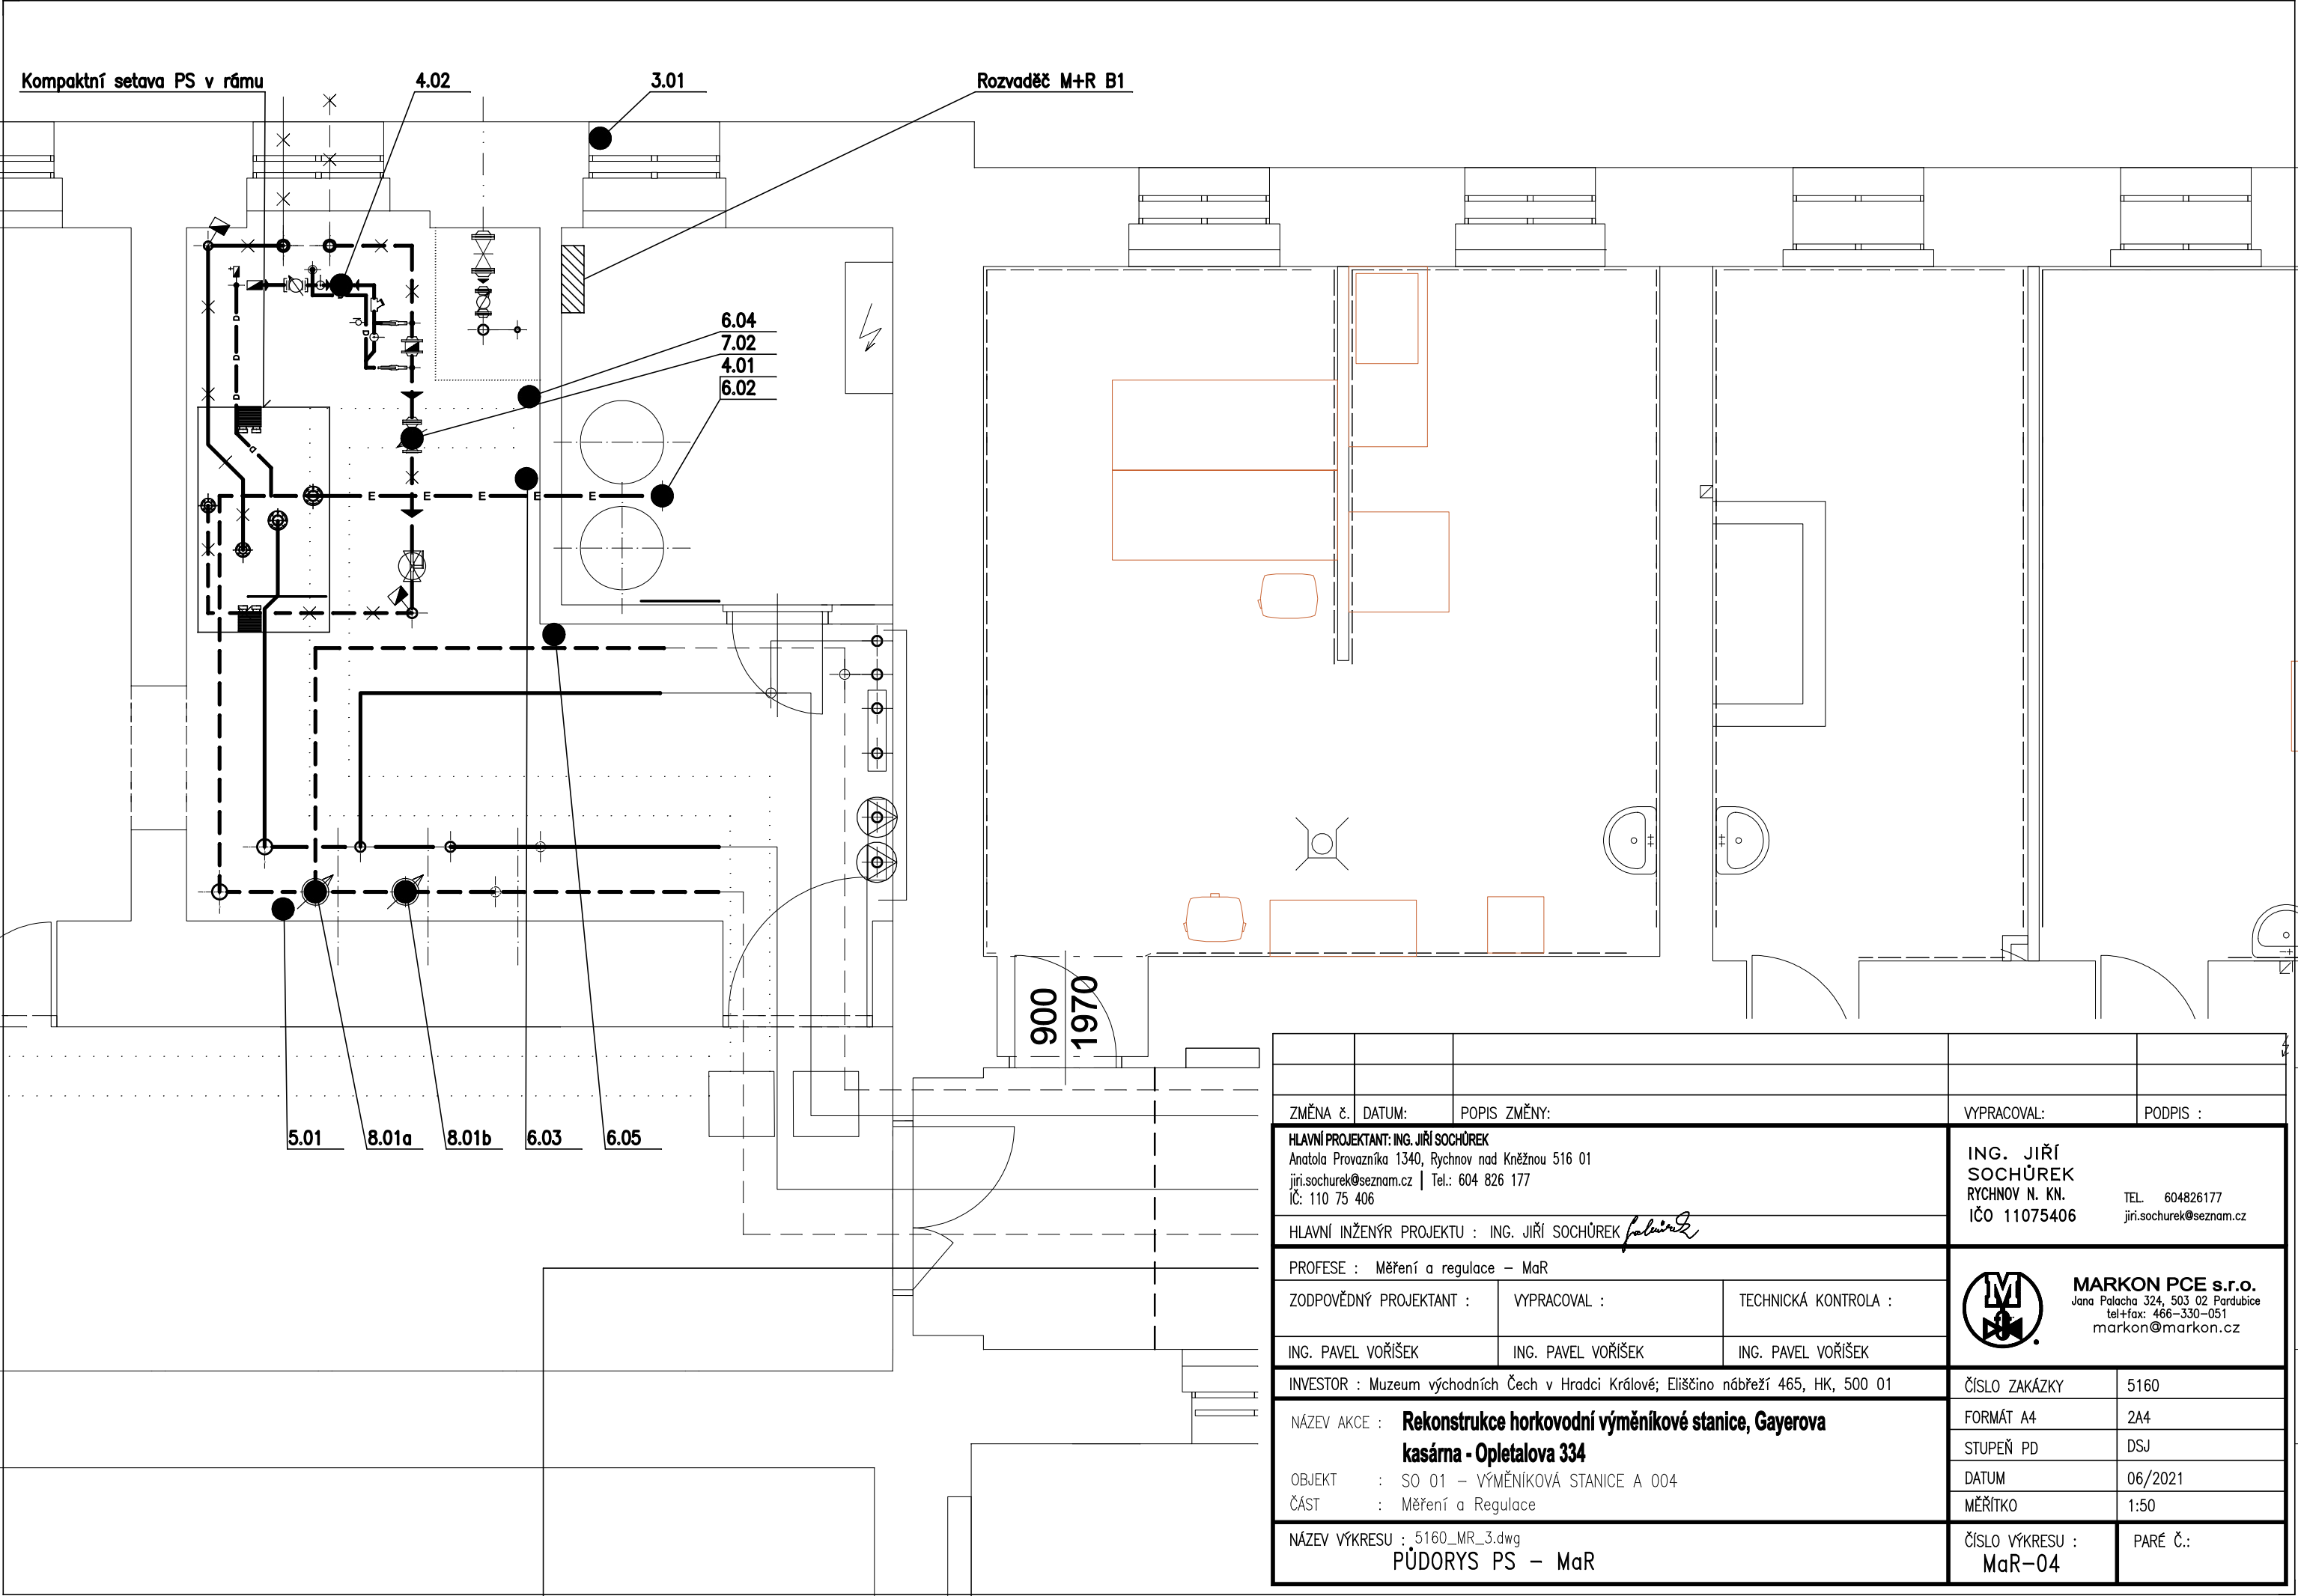 Kompaktní setava PS v rámu
4.02
3.01
Rozvaděč M+R B1
6.04
7.02
4.01
6.02
D
D
D
D
D
E E E E E
5.01
8.01a
8.01b
6.03
6.05
900
1970
ZMĚNA č. DATUM: POPIS ZMĚNY: VYPRACOVAL: PODPIS :
HLAVNÍ PROJEKTANT: ING. JIŘÍ SOCHŮREK
Anatola Provazníka 1340, Rychnov nad Kněžnou 516 01
jiri.sochurek@seznam.cz | Tel.: 604 826 177
IČ: 110 75 406
HLAVNÍ INŽENÝR PROJEKTU : ING. JIŘÍ SOCHŮREK
ING. JIŘÍ
SOCHŮREK
RYCHNOV N. KN. TEL. 604826177
IČO 11075406 jiri.sochurek@seznam.cz
PROFESE : Měření a regulace – MaR
ZODPOVĚDNÝ PROJEKTANT : VYPRACOVAL : TECHNICKÁ KONTROLA :
ING. PAVEL VOŘÍŠEK ING. PAVEL VOŘÍŠEK ING. PAVEL VOŘÍŠEK
M
MARKON PCE s.r.o.
Jana Palacha 324, 503 02 Pardubice
tel+fax: 466–330–051
markon@markon.cz
INVESTOR : Muzeum východních Čech v Hradci Králové; Eliščino nábřeží 465, HK, 500 01
NÁZEV AKCE : Rekonstrukce horkovodní výměníkové stanice, Gayerova
kasárna - Opletalova 334
OBJEKT : SO 01 – VÝMĚNÍKOVÁ STANICE A 004
ČÁST : Měření a Regulace
ČÍSLO ZAKÁZKY 5160
FORMÁT A4 2A4
STUPEŇ PD DSJ
DATUM 06/2021
MĚŘÍTKO 1:50
NÁZEV VÝKRESU : 5160_MR_3.dwg
PŮDORYS PS – MaR
ČÍSLO VÝKRESU : PARÉ Č.:
MaR–04